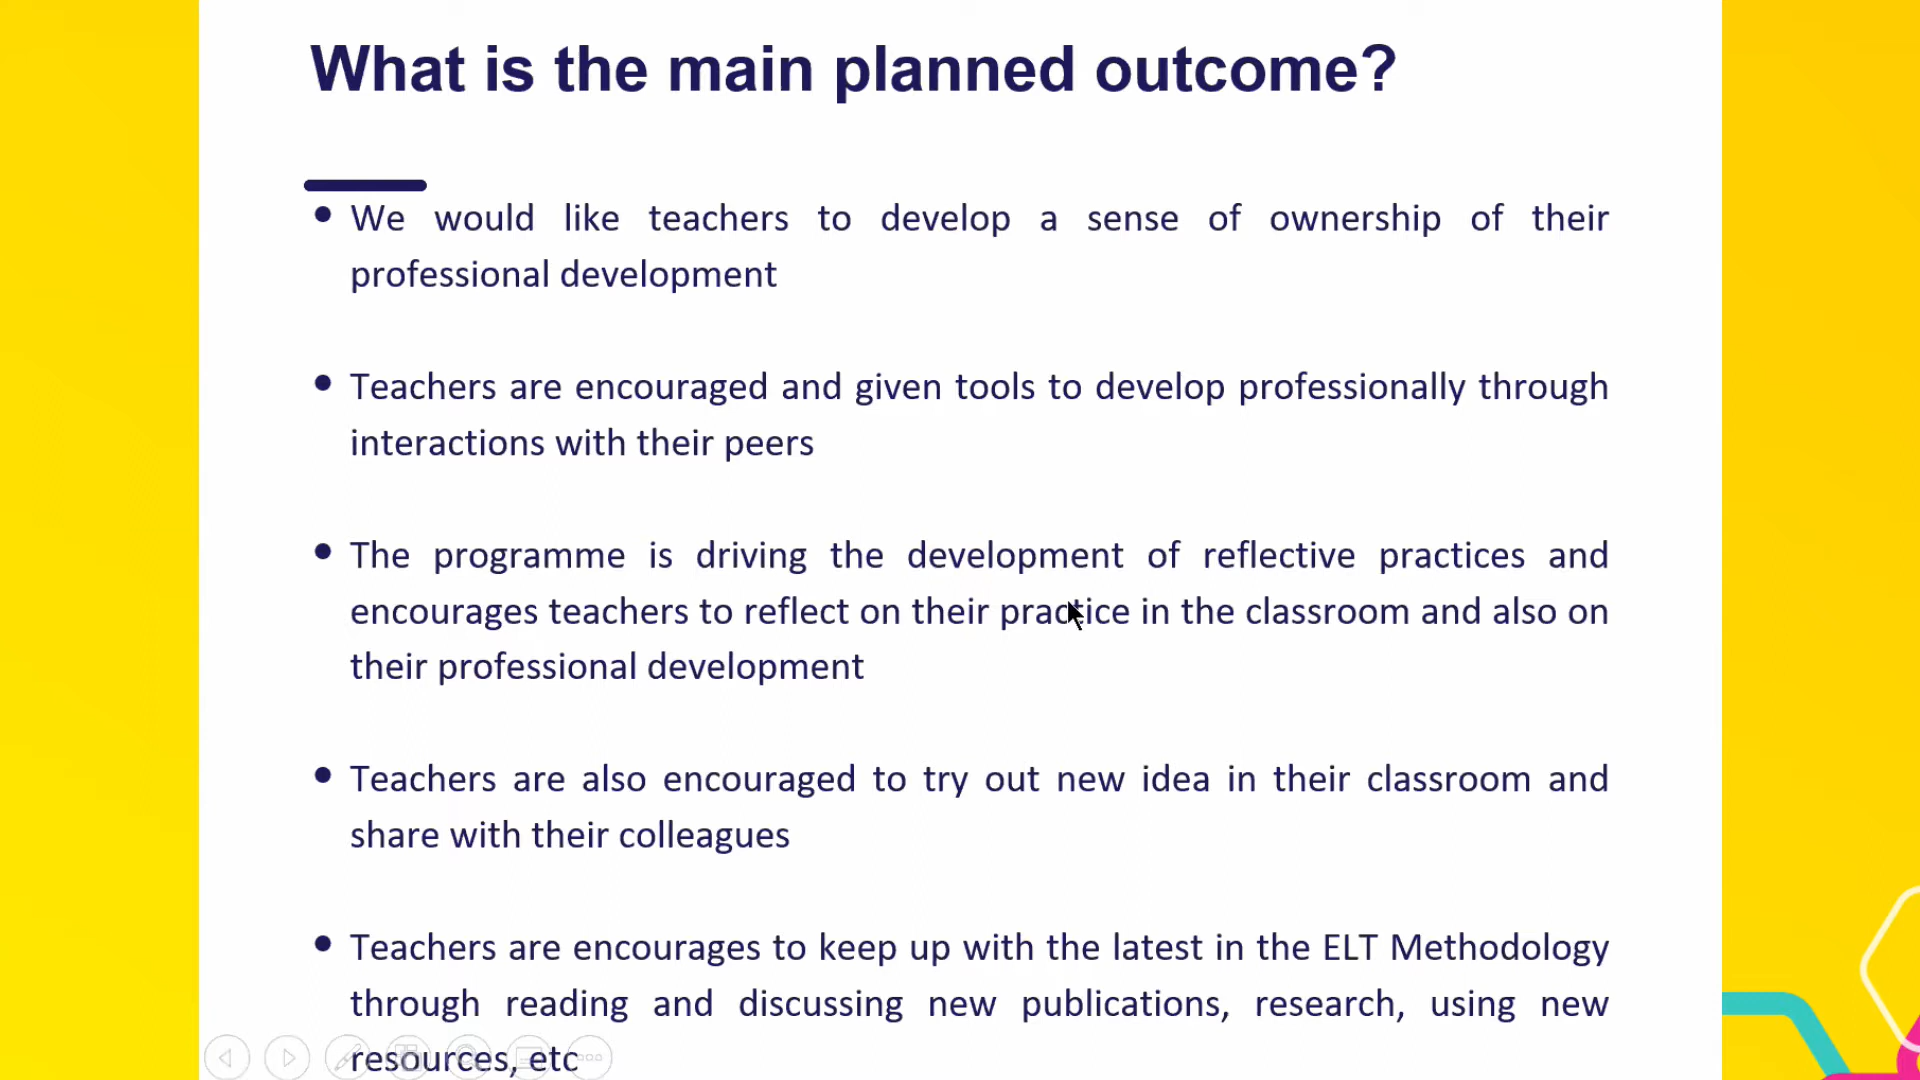 What is the main planned outcome?
• We would like teachers to develop a sense of ownership of their
professional development
• Teachers are encouraged and given tools to develop professionally through
interactions with their peers
• The programme is driving the development of reflective practices and
encourages teachers to reflect on their practice in the classroom and also on
their professional development
• Teachers are also encouraged to try out new idea in their classroom and
share with their colleagues
• Teachers are encourages to keep up with the latest in the ELT Methodology
through reading and discussing new publications, research, using new
resources, etc